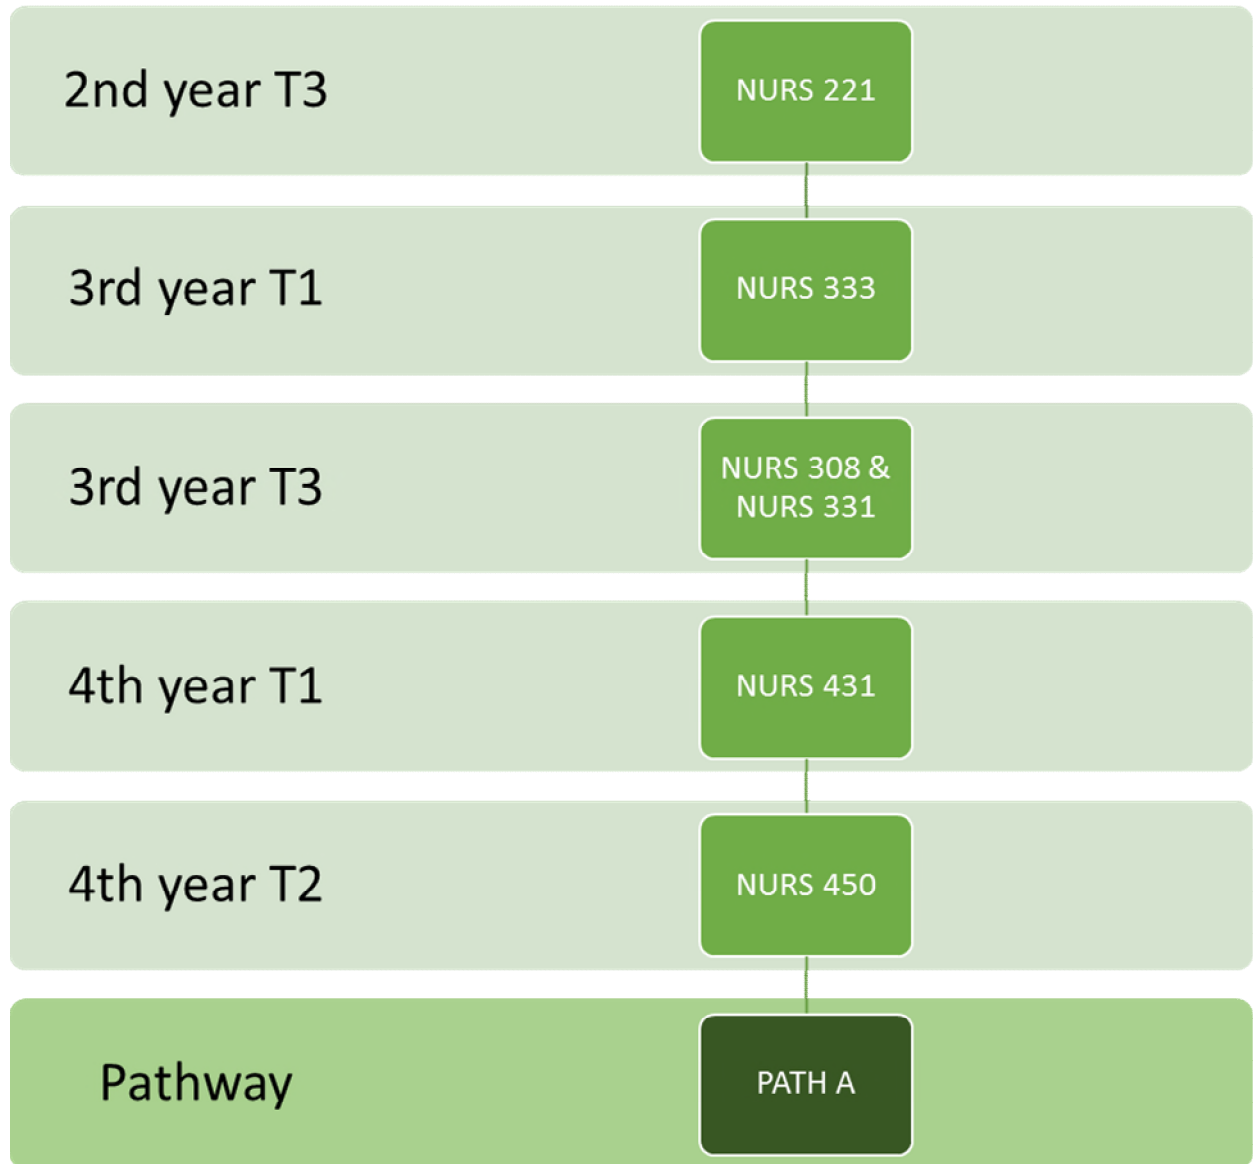 2nd year T3
NURS 221
3rd year T1
NURS 333
3rd year T3
NURS 308 &
NURS 331
4th year T1
NURS 431
4th year T2
NURS 450
Pathway
PATH A